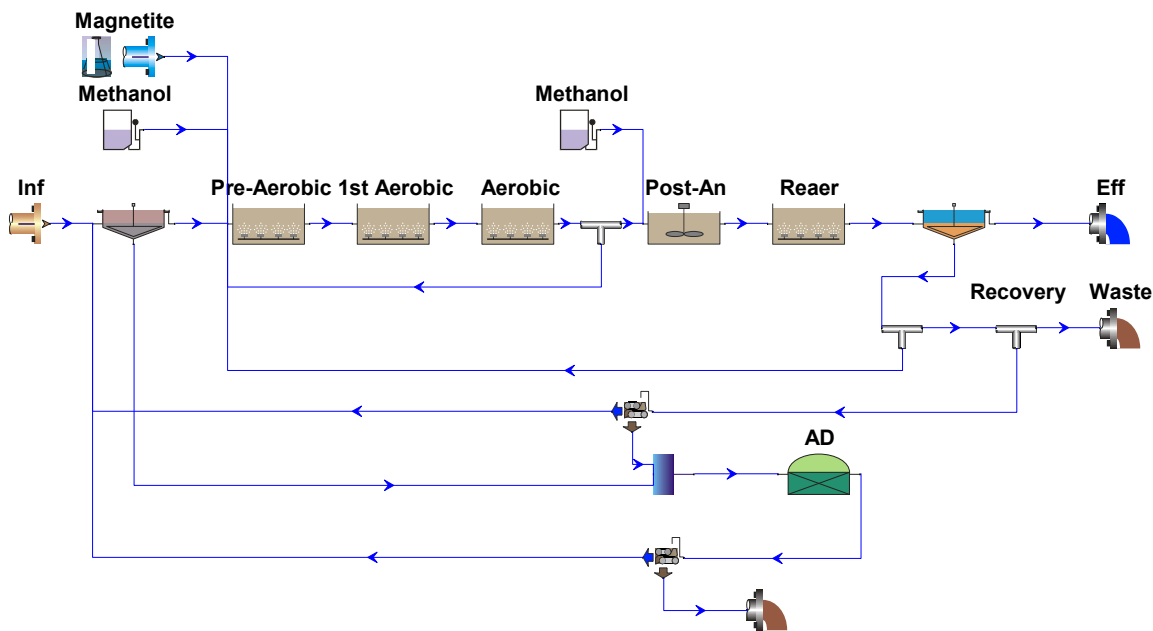 Magnetite
Methanol
Methanol
Inf
Pre-Aerobic
1st Aerobic
Aerobic
Post-An
Reaer
Eff
Recovery
Waste
AD